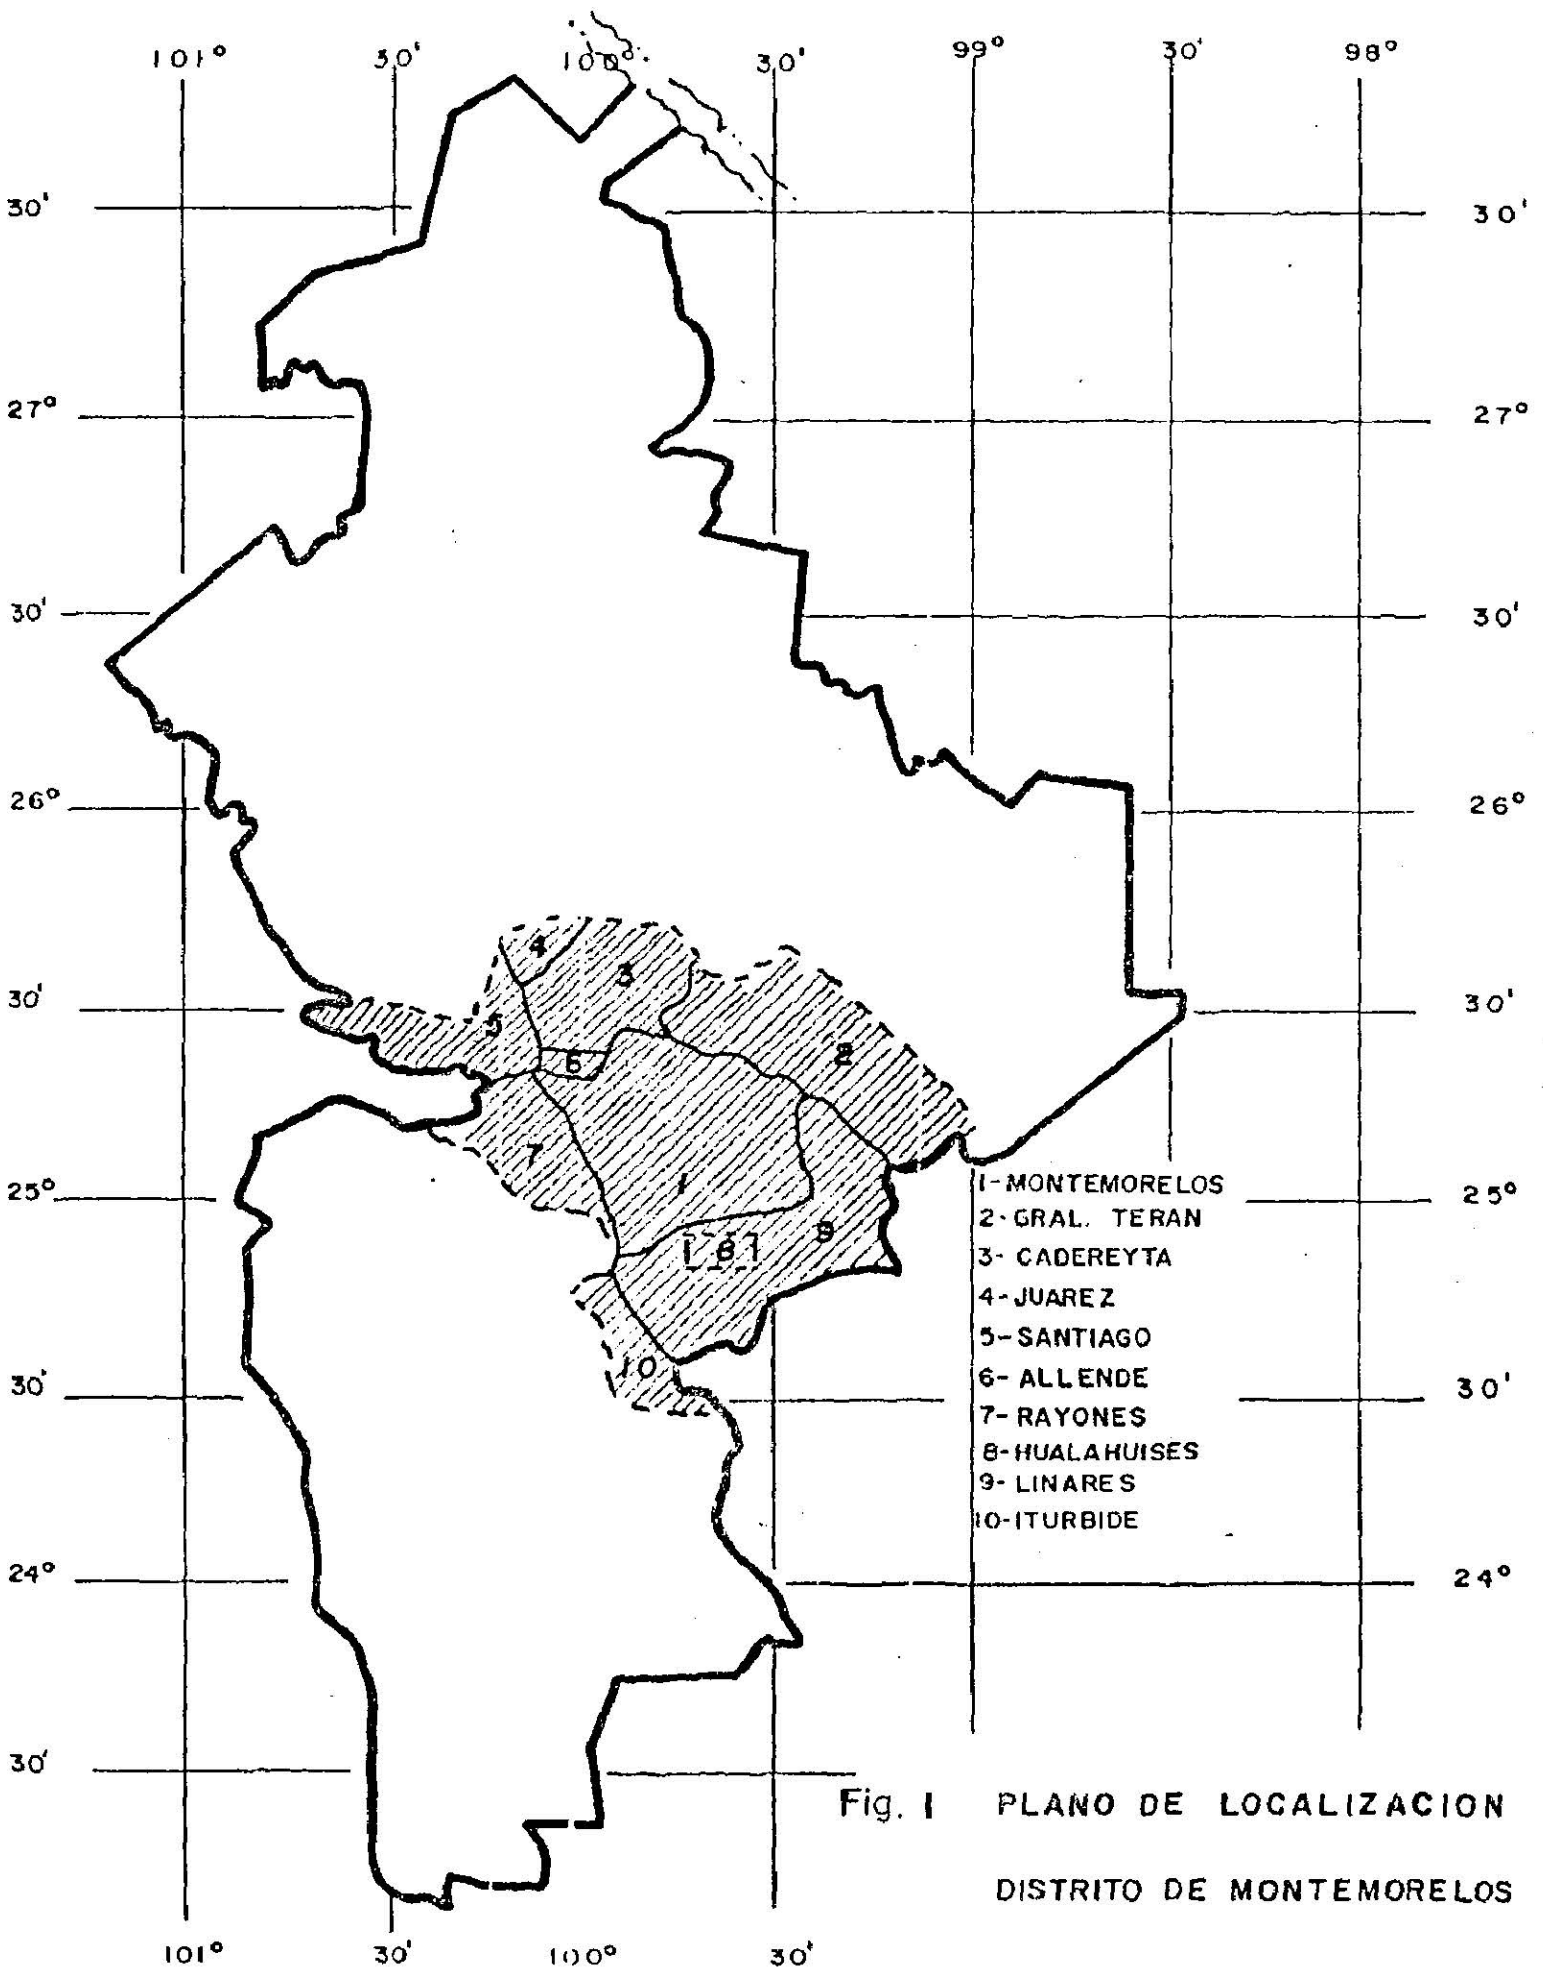 101° 30' 100° 30' 99° 30' 98°
30' 30'
27° 27°
30' 30'
26° 26°
4
3
30' 30'
5
2
6
7
1
25° 25°
1-MONTEMORELOS
2-GRAL. TERAN
9
8
3- CADEREYTA
4-JUAREZ
5-SANTIAGO
10
6- ALLENDE
30' 30'
7- RAYONES
8-HUALAHUISES
9- LINARES
10-ITURBIDE
24° 24°
30'
Fig. 1 PLANO DE LOCALIZACION
DISTRITO DE MONTEMORELOS
101° 30' 100° 30'